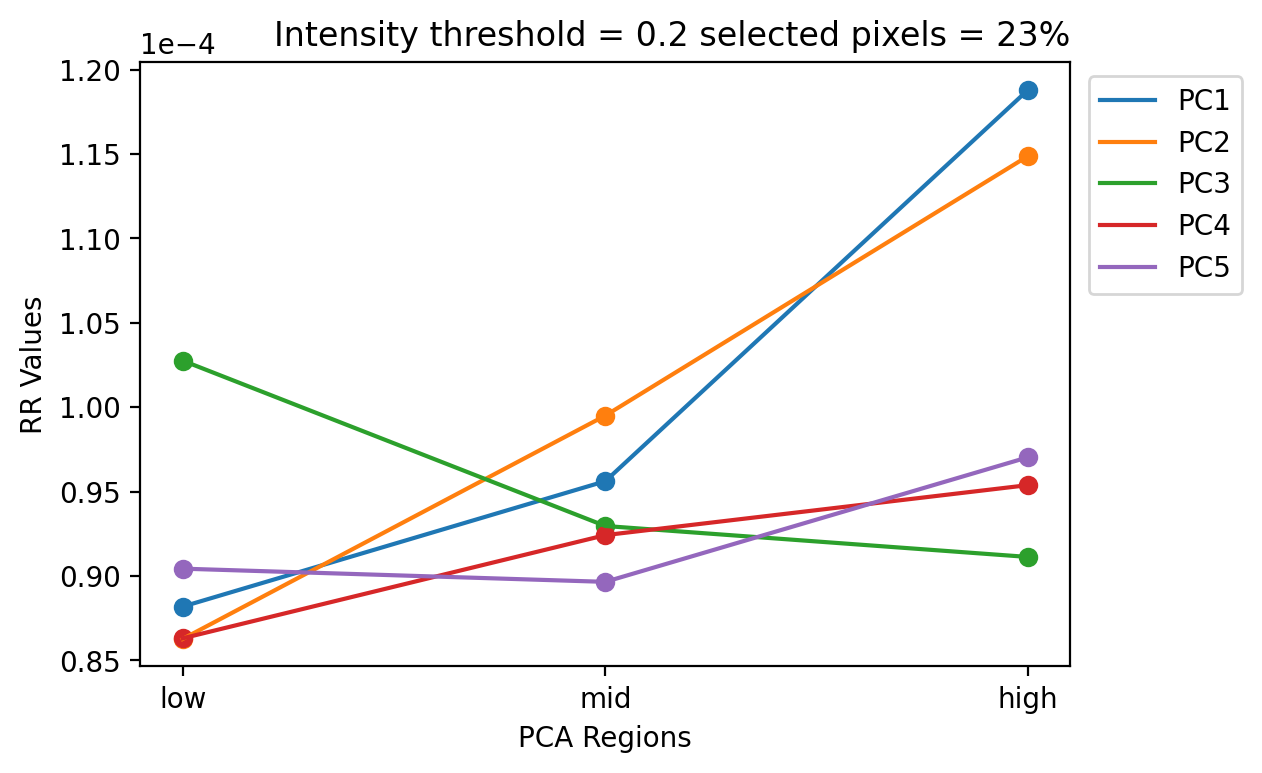 Intensity threshold = 0.2 selected pixels = 23%
1e−4
1.20
1.15
1.10
1.05
1.00
0.95
0.90
0.85
RR Values
low
mid
high
PCA Regions
PC1
PC2
PC3
PC4
PC5